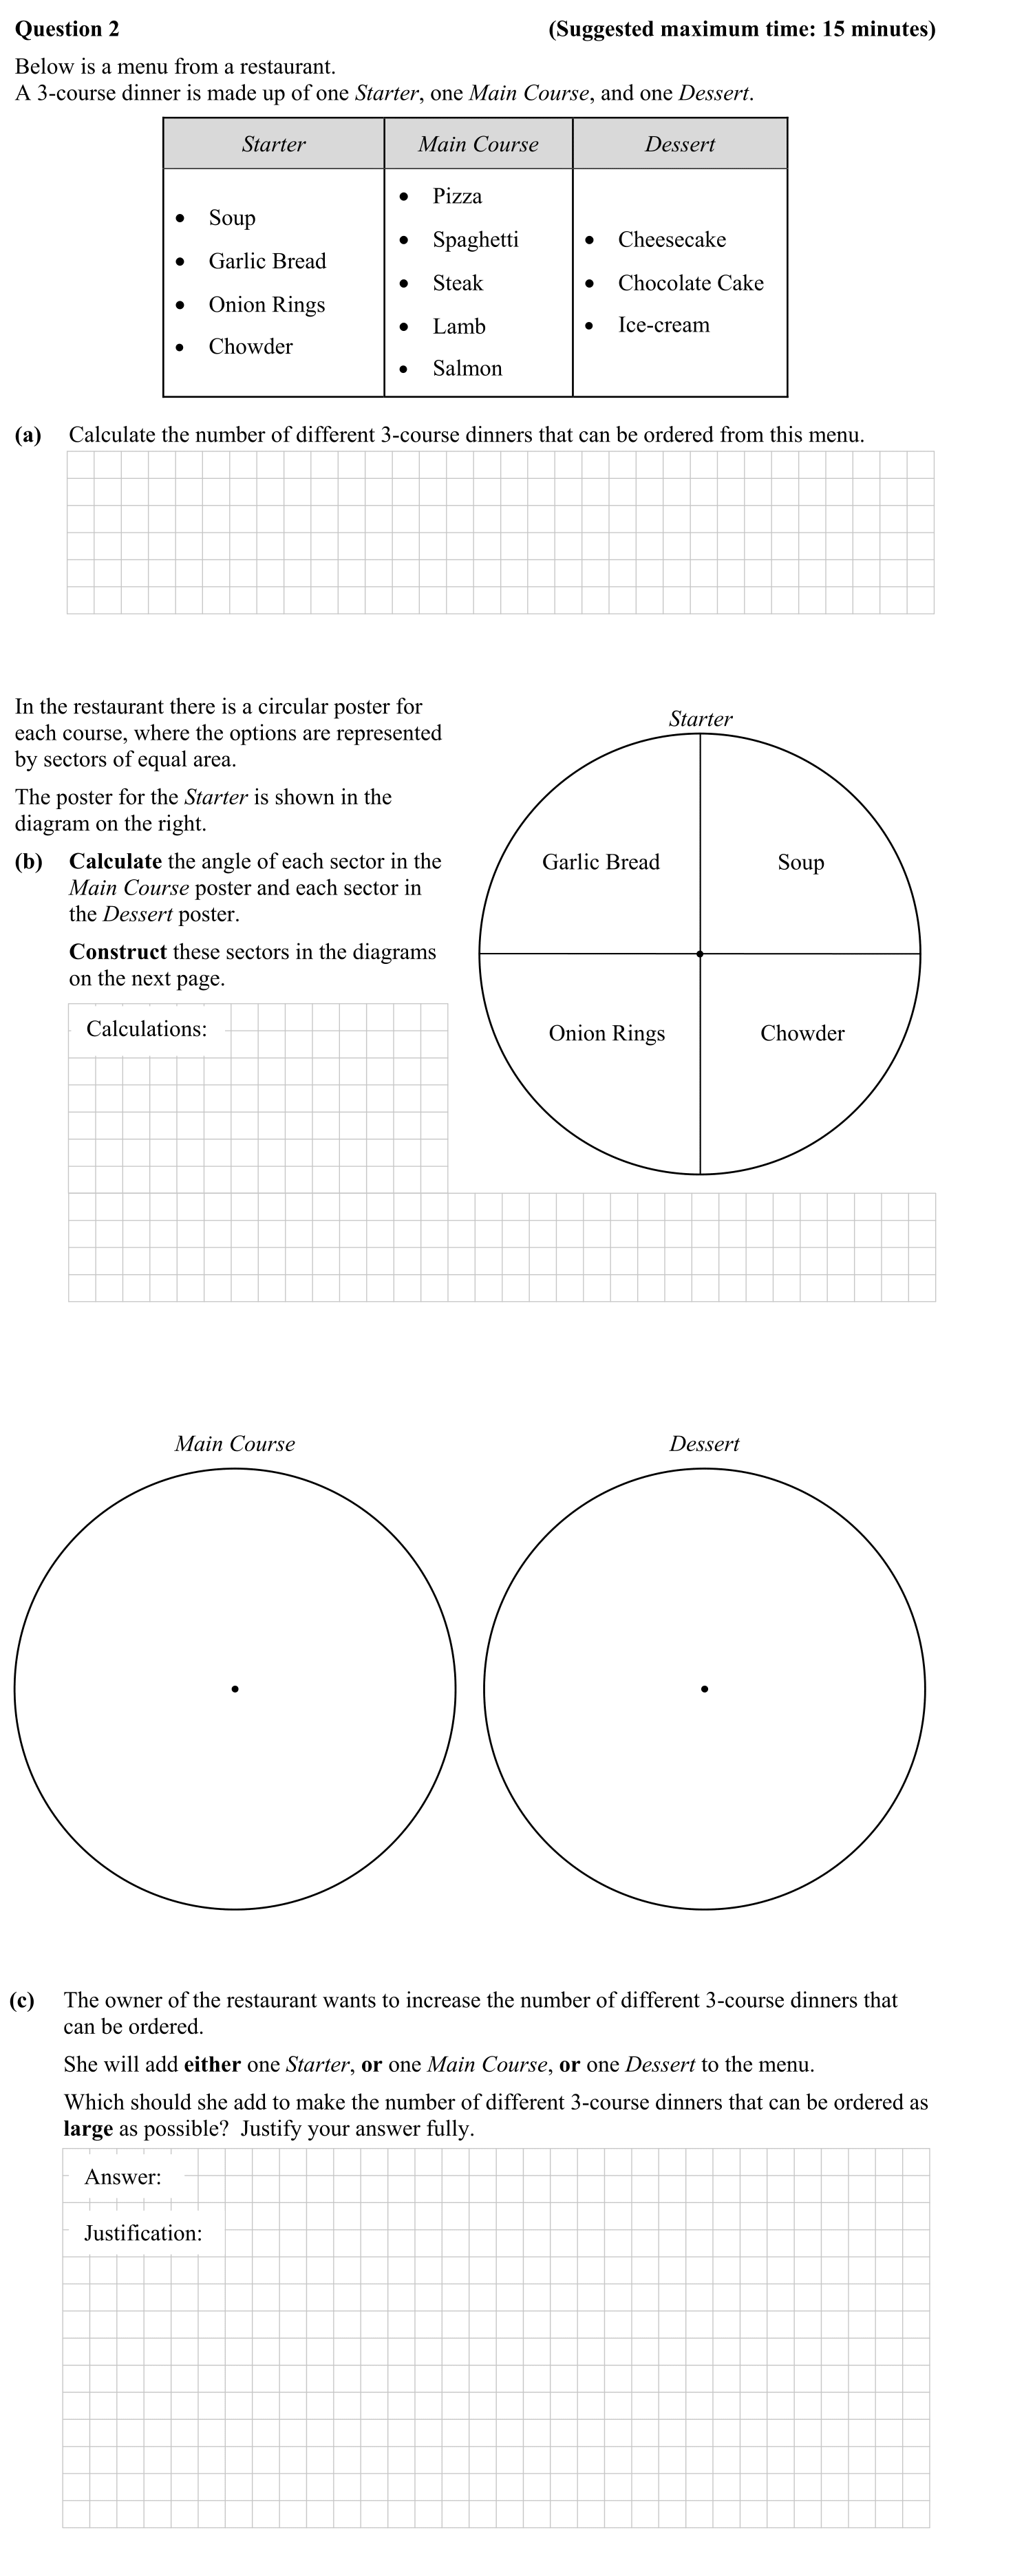 Question 2 (Suggested maximum time: 15 minutes)
Below is a menu from a restaurant.
A 3-course dinner is made up of one Starter, one Main Course, and one Dessert.
Starter Main Course Dessert
• Soup
• Garlic Bread
• Onion Rings
• Chowder
• Pizza
• Spaghetti
• Steak
• Lamb
• Salmon
• Cheesecake
• Chocolate Cake
• Ice-cream
(a) Calculate the number of different 3-course dinners that can be ordered from this menu.
In the restaurant there is a circular poster for
each course, where the options are represented
by sectors of equal area.
The poster for the Starter is shown in the
diagram on the right.
(b) Calculate the angle of each sector in the
Main Course poster and each sector in
the Dessert poster.
Construct these sectors in the diagrams
on the next page.
Calculations:
Starter
Garlic Bread Soup
Onion Rings Chowder
Main Course Dessert
(c) The owner of the restaurant wants to increase the number of different 3-course dinners that
can be ordered.
She will add either one Starter, or one Main Course, or one Dessert to the menu.
Which should she add to make the number of different 3-course dinners that can be ordered as
large as possible? Justify your answer fully.
Answer:
Justification: